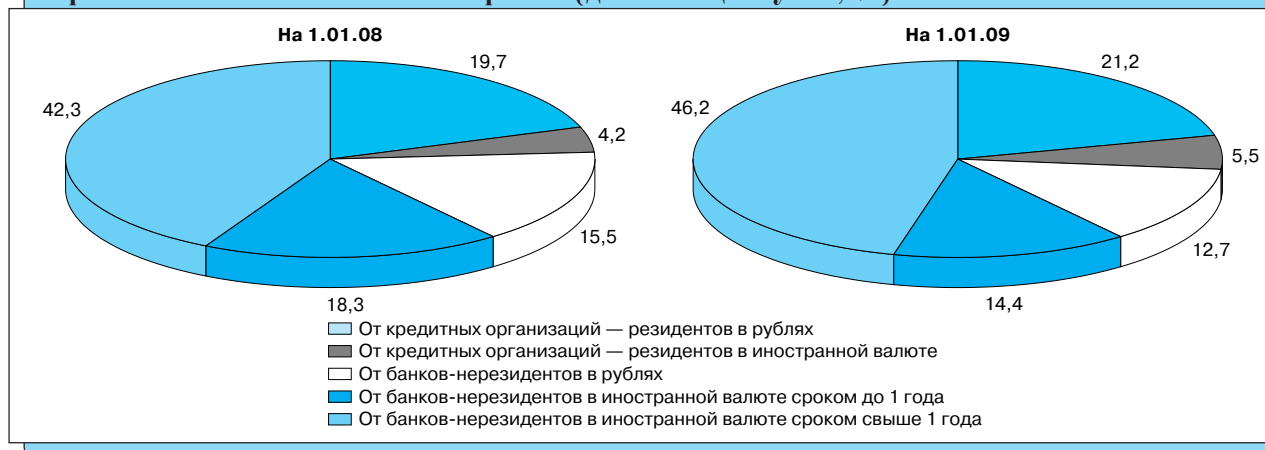 На 1.01.08
19,7
42,3
4,2
15,5
18,3
На 1.01.09
21,2
46,2
5,5
12,7
14,4
От кредитных организаций — резидентов в рублях
От кредитных организаций — резидентов в иностранной валюте
От банков-нерезидентов в рублях
От банков-нерезидентов в иностранной валюте сроком до 1 года
От банков-нерезидентов в иностранной валюте сроком свыше 1 года